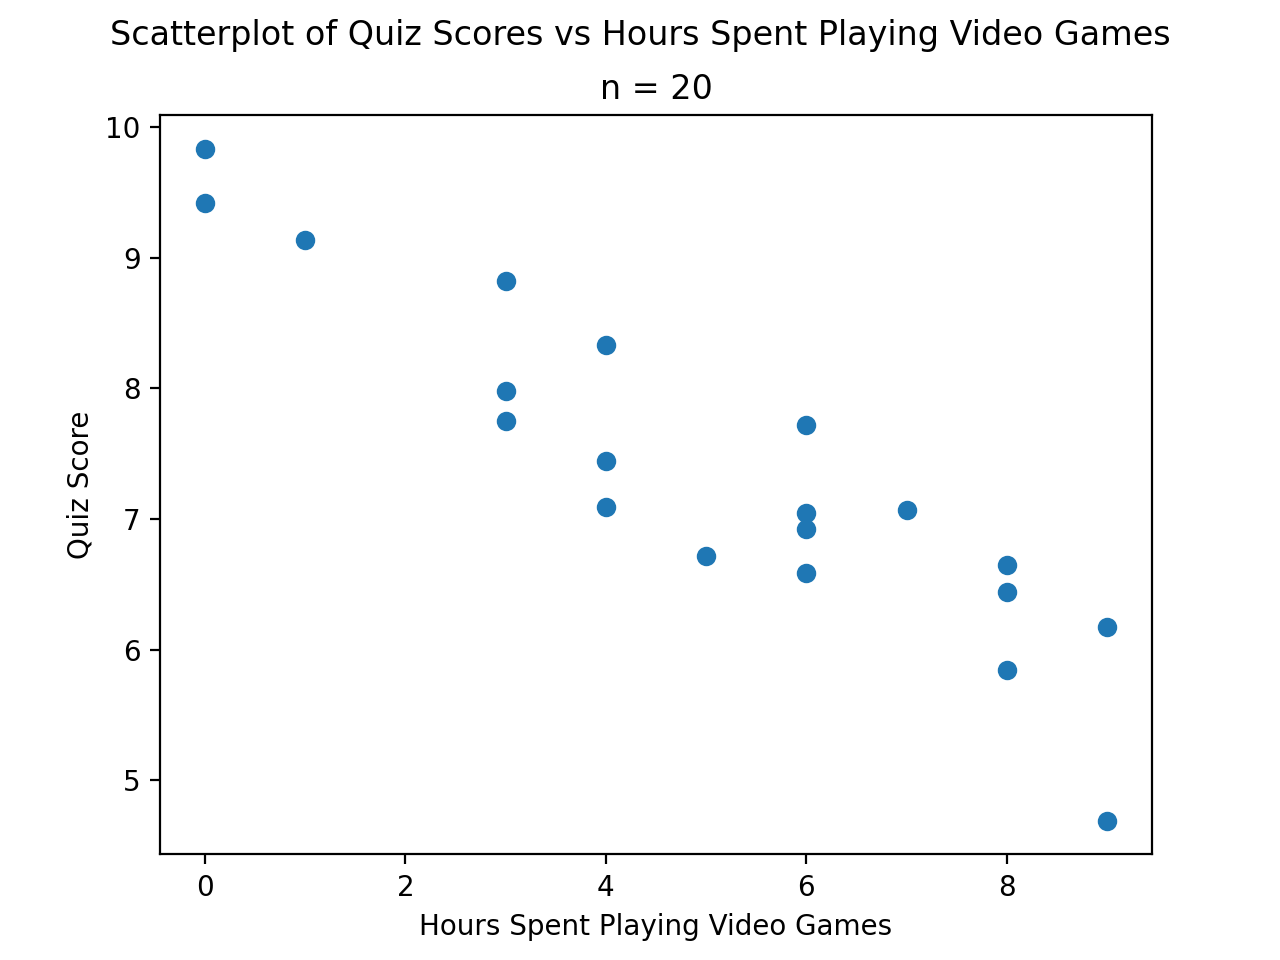 Scatterplot of Quiz Scores vs Hours Spent Playing Video Games
n = 20
10
9
8
7
6
5
Quiz Score
0 2 4 6 8
Hours Spent Playing Video Games